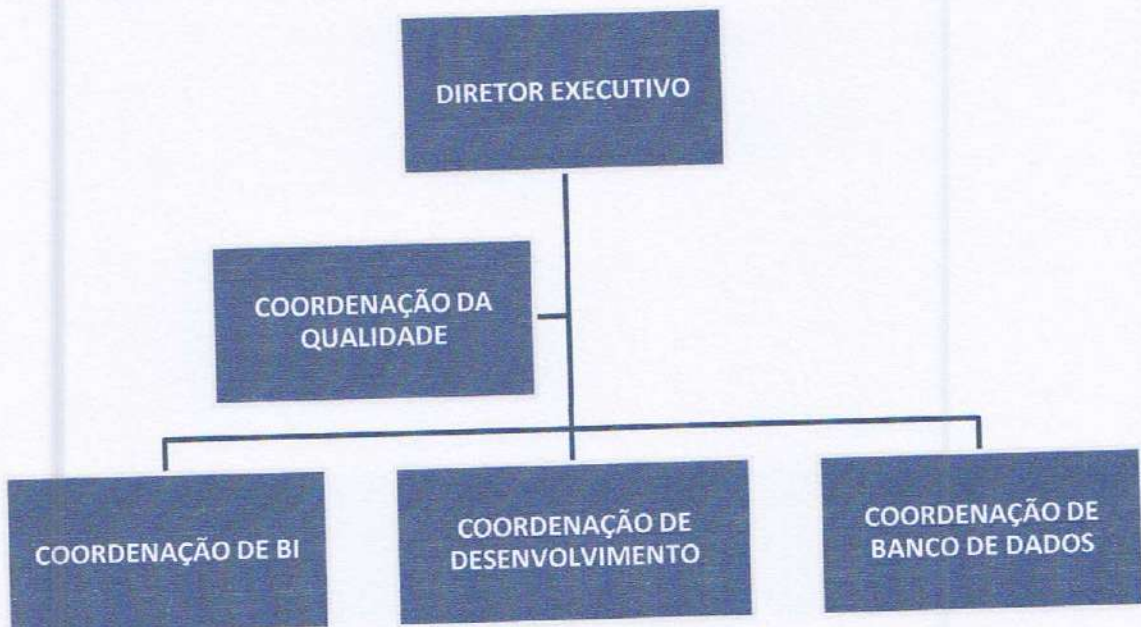 DIRETOR EXECUTIVO
COORDENAÇÃO DA
QUALIDADE
COORDENAÇÃO DE BI
COORDENAÇÃO DE
DESENVOLVIMENTO
COORDENAÇÃO DE
BANCO DE DADOS